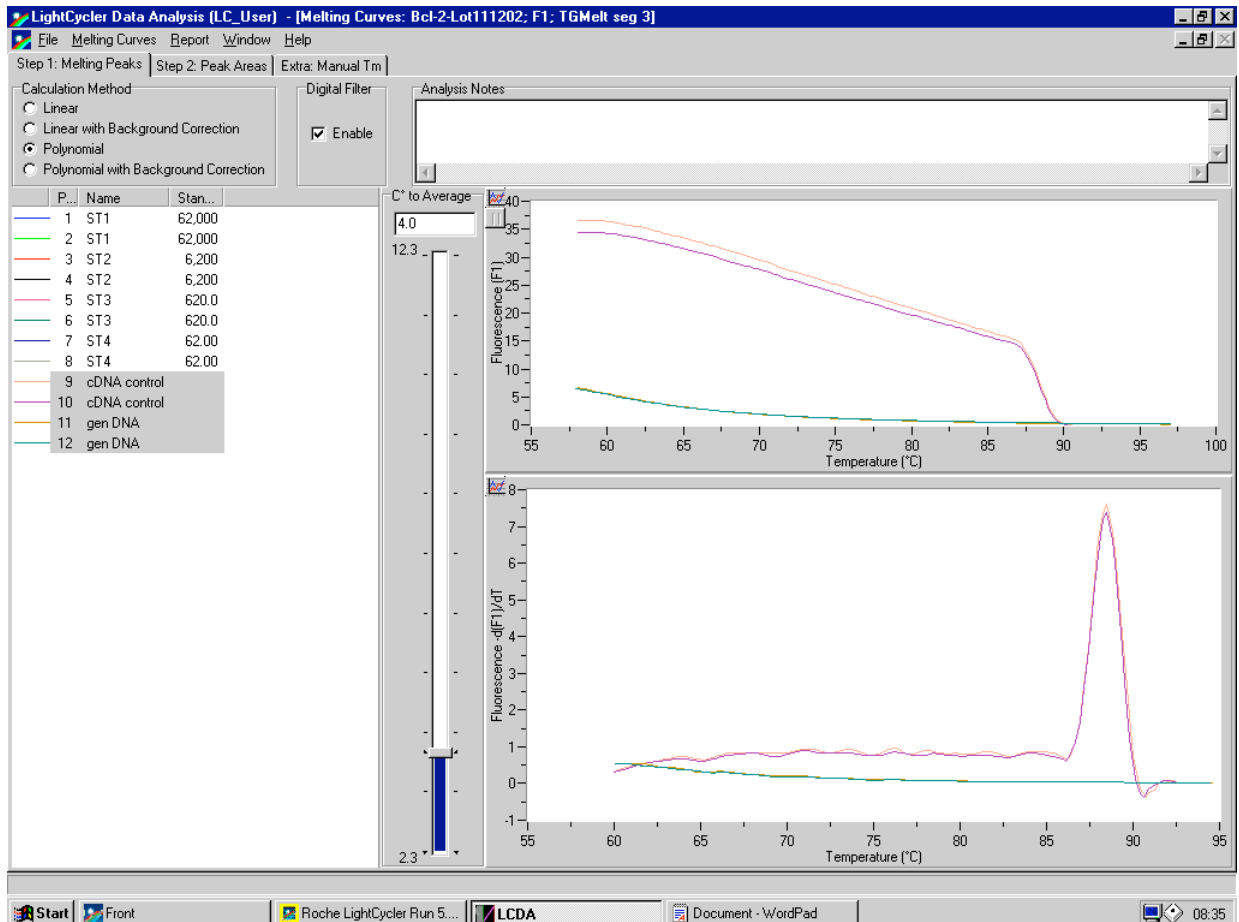 LightCycler Data Analysis (LC_User) - [Melting Curves: Bcl-2-Lot111202; F1; TGMelt seg 3]
File Melting Curves Report Window Help
Step 1: Melting Peaks Step 2: Peak Areas Extra: Manual Tm
Calculation Method
Linear
Linear with Background Correction
Polynomial
Polynomial with Background Correction
Digital Filter
Enable
Analysis Notes
P... Name Stan...
1 ST1 62,000
2 ST1 62,000
3 ST2 6,200
4 ST2 6,200
5 ST3 620.0
6 ST3 620.0
7 ST4 62.00
8 ST4 62.00
9 cDNA control
10 cDNA control
11 gen DNA
12 gen DNA
C° to Average
4.0
12.3
2.3
Fluorescence (F1)
40
35
30
25
20
15
10
5
0
55 60 65 70 75 80 85 90 95 100
Temperature (°C)
Fluorescence -d(F1)/dT
8
7
6
5
4
3
2
1
0
-1
55 60 65 70 75 80 85 90 95
Temperature (°C)
Start Front Roche LightCycler Run 5.... LCDA Document - WordPad 08:35